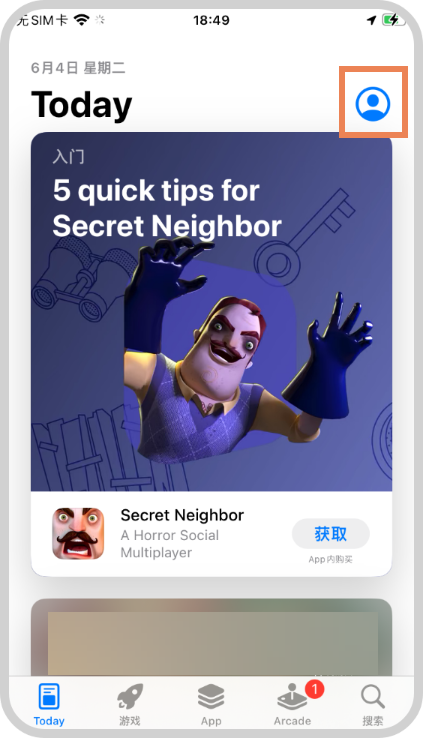 无SIM卡 18:49
6月4日 星期二
Today
入门
5 quick tips for
Secret Neighbor
Secret Neighbor
A Horror Social
Multiplayer
获取
App内购买
1
Today 游戏 App Arcade 搜索